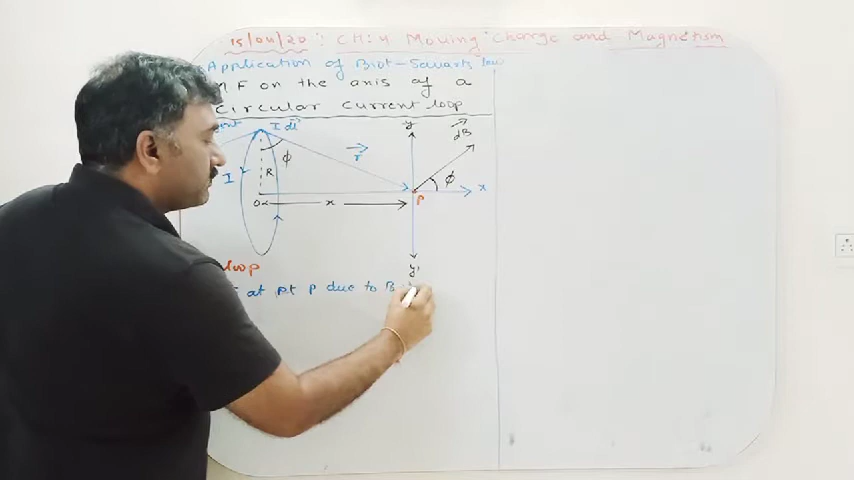 15/04/20 : CH:4 Moving Charge and Magnetism
Application of Biot-Savarts law
MF on the axis of a
Circular current loop
I dl
y
dB
ϕ
r
I
R
ϕ
x
P
O
x
y'
loop
at pt P due to B